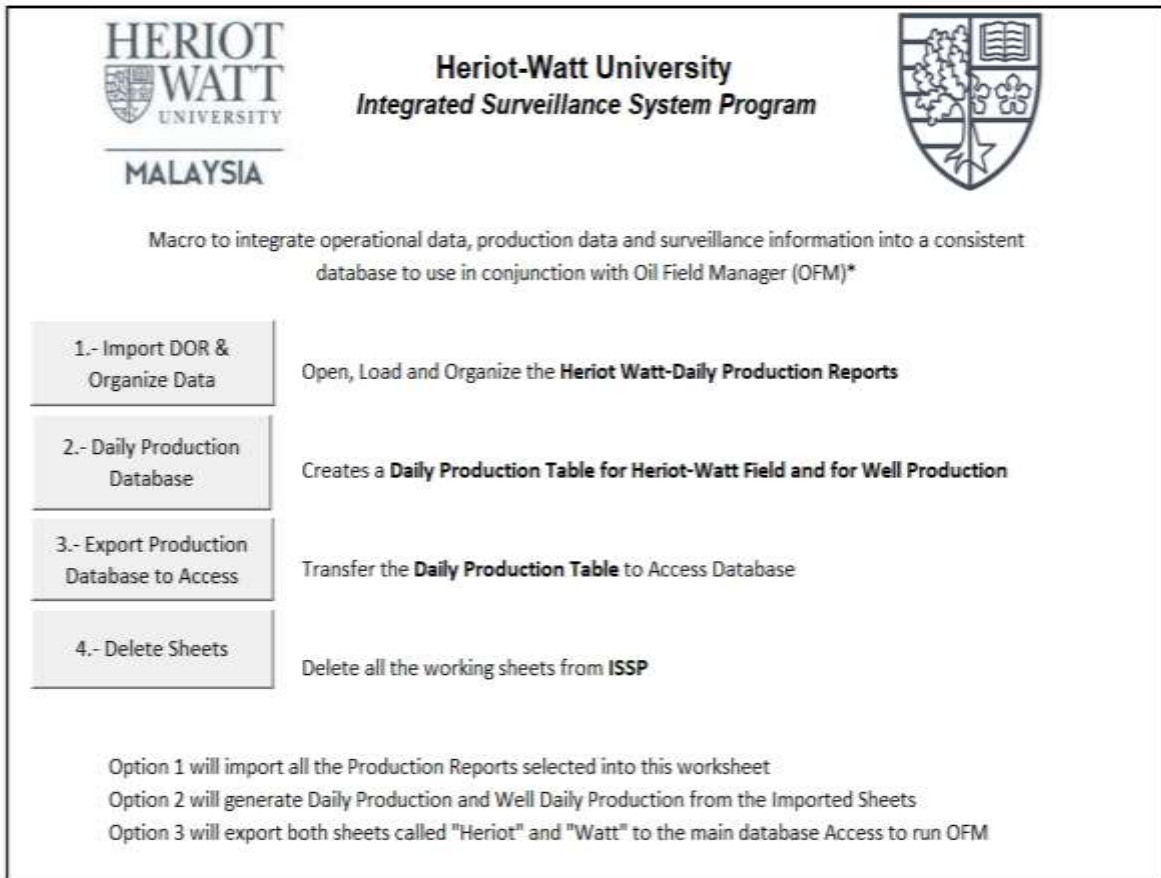 HERIOT
WATT
UNIVERSITY
MALAYSIA
Heriot-Watt University
Integrated Surveillance System Program
Macro to integrate operational data, production data and surveillance information into a consistent
database to use in conjunction with Oil Field Manager (OFM)*
1.- Import DOR &
Organize Data
Open, Load and Organize the Heriot Watt-Daily Production Reports
2.- Daily Production
Database
Creates a Daily Production Table for Heriot-Watt Field and for Well Production
3.- Export Production
Database to Access
Transfer the Daily Production Table to Access Database
4.- Delete Sheets
Delete all the working sheets from ISSP
Option 1 will import all the Production Reports selected into this worksheet
Option 2 will generate Daily Production and Well Daily Production from the Imported Sheets
Option 3 will export both sheets called "Heriot" and "Watt" to the main database Access to run OFM